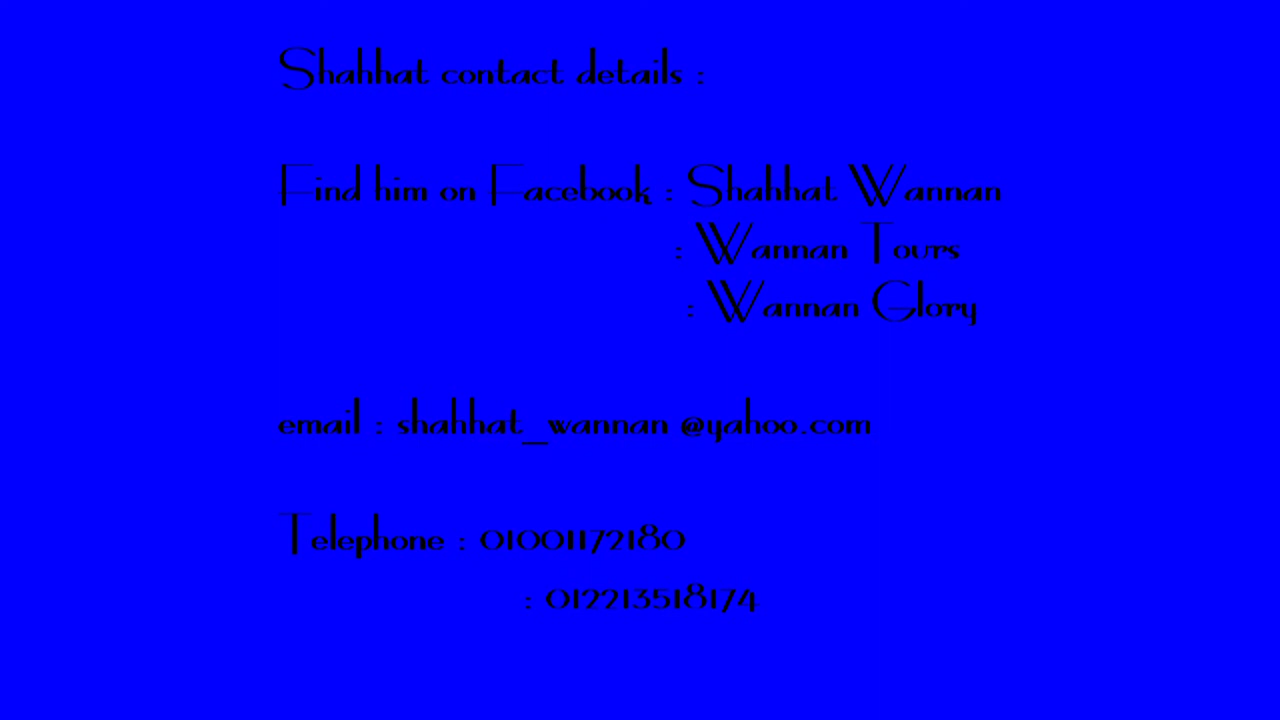 Shahhat contact details :
Find him on Facebook : Shahhat Wannan
: Wannan Tours
: Wannan Glory
email : shahhat_wannan @yahoo.com
Telephone : 01001172180
: 012213518174